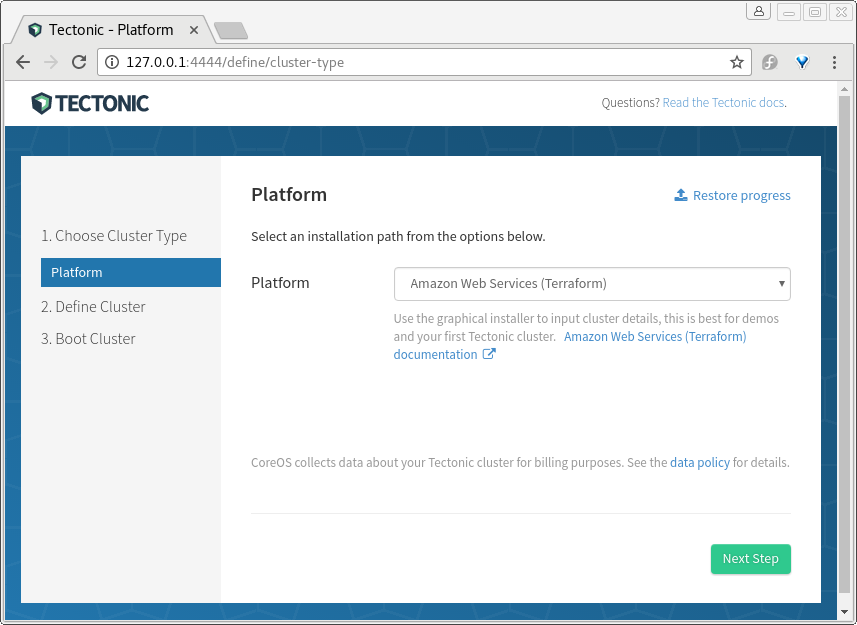 Tectonic - Platform
127.0.0.1:4444/define/cluster-type
TECTONIC
Questions? Read the Tectonic docs.
1. Choose Cluster Type
Platform
2. Define Cluster
3. Boot Cluster
Platform
Restore progress
Select an installation path from the options below.
Platform
Amazon Web Services (Terraform)
Use the graphical installer to input cluster details, this is best for demos
and your first Tectonic cluster. Amazon Web Services (Terraform)
documentation
CoreOS collects data about your Tectonic cluster for billing purposes. See the data policy for details.
Next Step